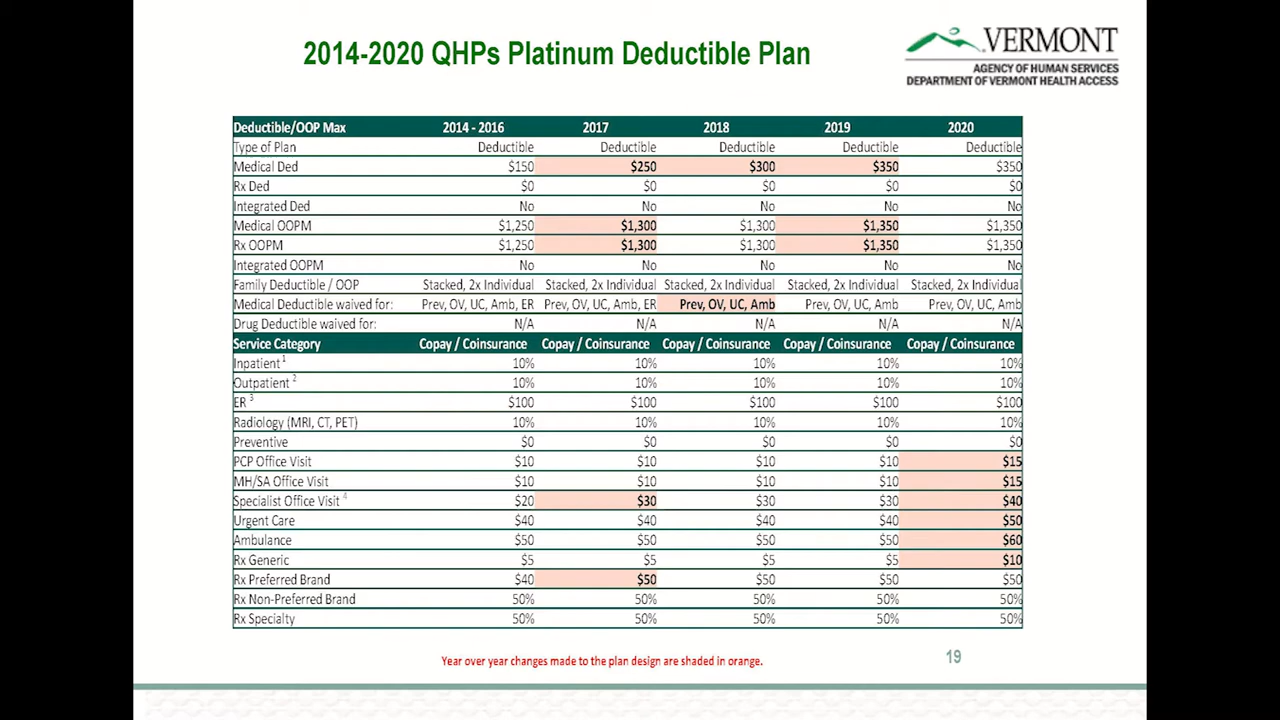 2014-2020 QHPs Platinum Deductible Plan
VERMONT
AGENCY OF HUMAN SERVICES
DEPARTMENT OF VERMONT HEALTH ACCESS
Deductible/OOP Max 2014 - 2016 2017 2018 2019 2020
Type of Plan Deductible Deductible Deductible Deductible Deductible
Medical Ded $150 $250 $300 $350 $350
Rx Ded $0 $0 $0 $0 $0
Integrated Ded No No No No No
Medical OOPM $1,250 $1,300 $1,300 $1,350 $1,350
Rx OOPM $1,250 $1,300 $1,300 $1,350 $1,350
Integrated OOPM No No No No No
Family Deductible / OOP Stacked, 2x Individual Stacked, 2x Individual Stacked, 2x Individual Stacked, 2x Individual Stacked, 2x Individual
Medical Deductible waived for: Prev, OV, UC, Amb, ER Prev, OV, UC, Amb, ER Prev, OV, UC, Amb Prev, OV, UC, Amb Prev, OV, UC, Amb
Drug Deductible waived for: N/A N/A N/A N/A N/A
Service Category Copay / Coinsurance Copay / Coinsurance Copay / Coinsurance Copay / Coinsurance Copay / Coinsurance
Inpatient 1 10% 10% 10% 10% 10%
Outpatient 2 10% 10% 10% 10% 10%
ER 3 $100 $100 $100 $100 $100
Radiology (MRI, CT, PET) 10% 10% 10% 10% 10%
Preventive $0 $0 $0 $0 $0
PCP Office Visit $10 $10 $10 $10 $15
MH/SA Office Visit $10 $10 $10 $10 $15
Specialist Office Visit 4 $20 $30 $30 $30 $40
Urgent Care $40 $40 $40 $40 $50
Ambulance $50 $50 $50 $50 $60
Rx Generic $5 $5 $5 $5 $10
Rx Preferred Brand $40 $50 $50 $50 $50
Rx Non-Preferred Brand 50% 50% 50% 50% 50%
Rx Specialty 50% 50% 50% 50% 50%
Year over year changes made to the plan design are shaded in orange.
19